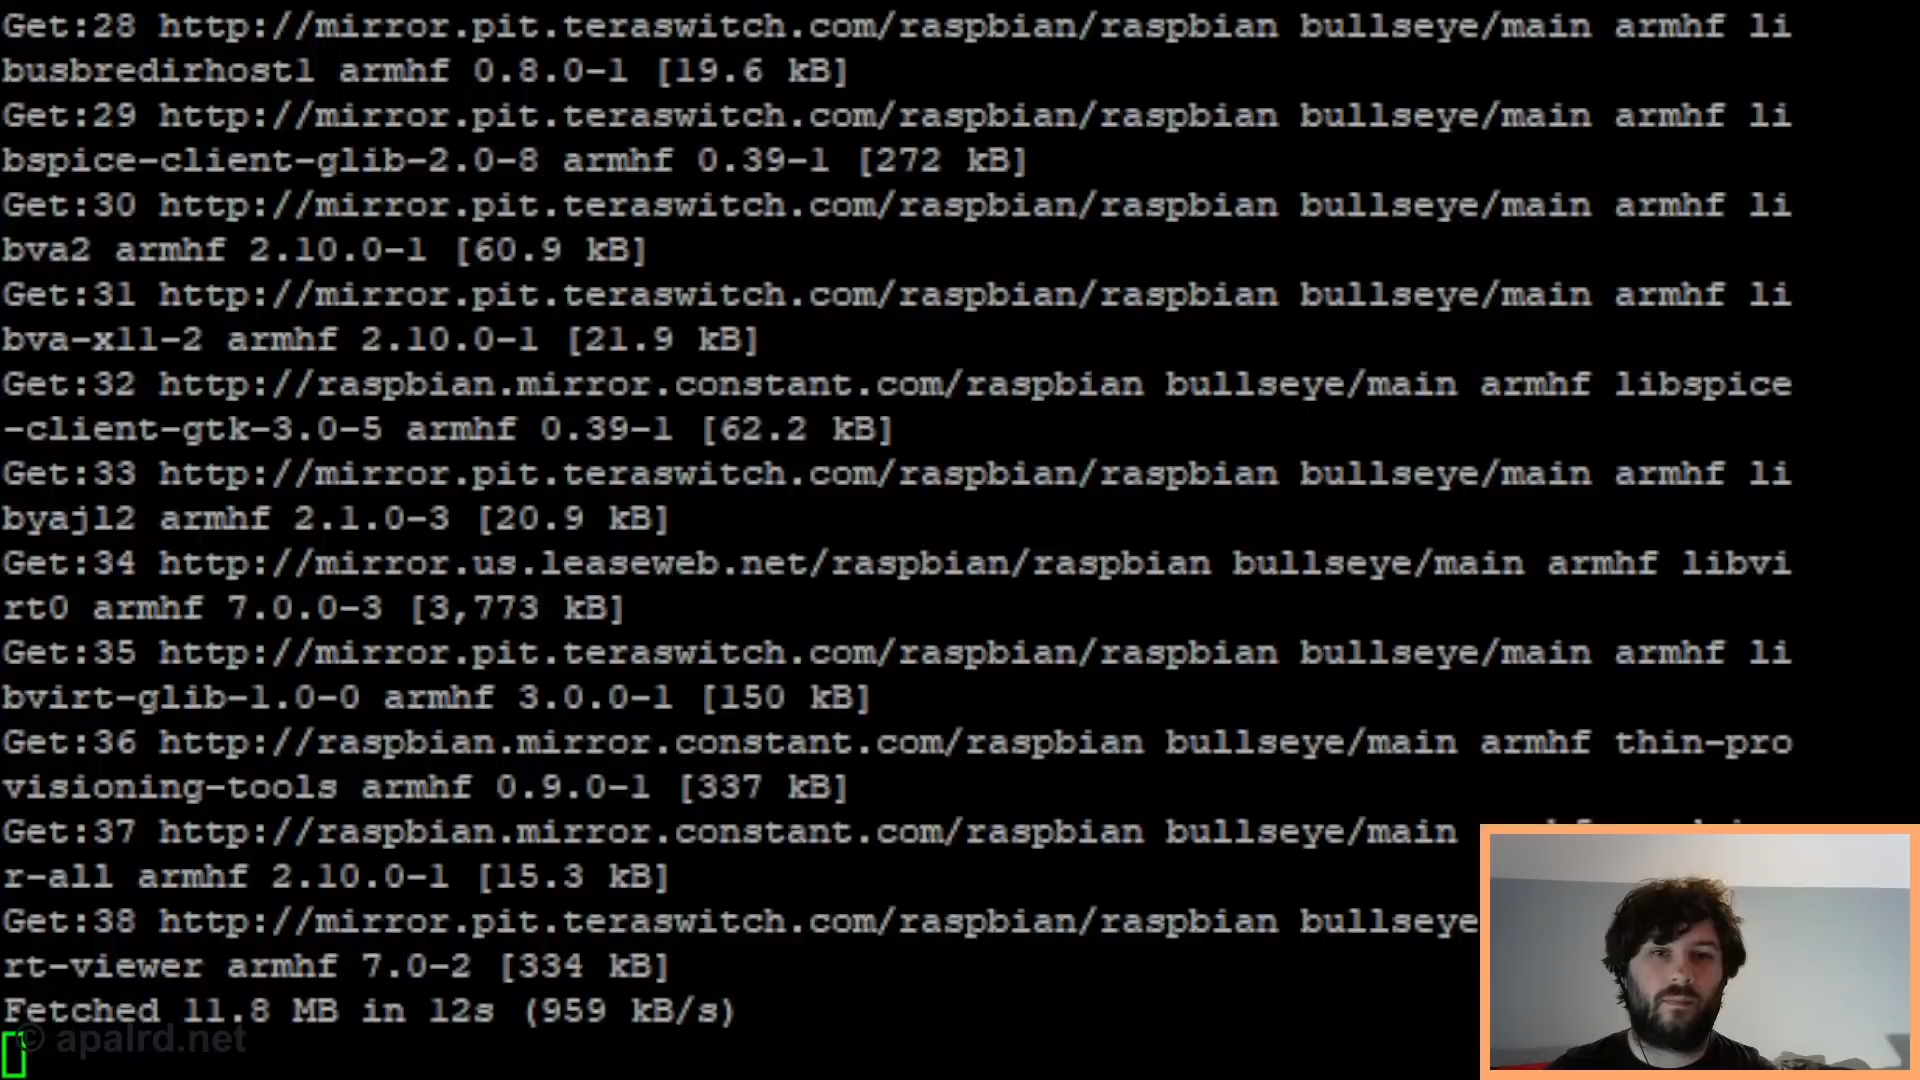 Get:28 http://mirror.pit.teraswitch.com/raspbian/raspbian bullseye/main armhf li
busbredirhost1 armhf 0.8.0-1 [19.6 kB]
Get:29 http://mirror.pit.teraswitch.com/raspbian/raspbian bullseye/main armhf li
bspice-client-glib-2.0-8 armhf 0.39-1 [272 kB]
Get:30 http://mirror.pit.teraswitch.com/raspbian/raspbian bullseye/main armhf li
bva2 armhf 2.10.0-1 [60.9 kB]
Get:31 http://mirror.pit.teraswitch.com/raspbian/raspbian bullseye/main armhf li
bva-x11-2 armhf 2.10.0-1 [21.9 kB]
Get:32 http://raspbian.mirror.constant.com/raspbian bullseye/main armhf libspice
-client-gtk-3.0-5 armhf 0.39-1 [62.2 kB]
Get:33 http://mirror.pit.teraswitch.com/raspbian/raspbian bullseye/main armhf li
byajl2 armhf 2.1.0-3 [20.9 kB]
Get:34 http://mirror.us.leaseweb.net/raspbian/raspbian bullseye/main armhf libvi
rt0 armhf 7.0.0-3 [3,773 kB]
Get:35 http://mirror.pit.teraswitch.com/raspbian/raspbian bullseye/main armhf li
bvirt-glib-1.0-0 armhf 3.0.0-1 [150 kB]
Get:36 http://raspbian.mirror.constant.com/raspbian bullseye/main armhf thin-pro
visioning-tools armhf 0.9.0-1 [337 kB]
Get:37 http://raspbian.mirror.constant.com/raspbian bullseye/main
r-all armhf 2.10.0-1 [15.3 kB]
Get:38 http://mirror.pit.teraswitch.com/raspbian/raspbian bullseye
rt-viewer armhf 7.0-2 [334 kB]
Fetched 11.8 MB in 12s (959 kB/s)
© apalrd.net